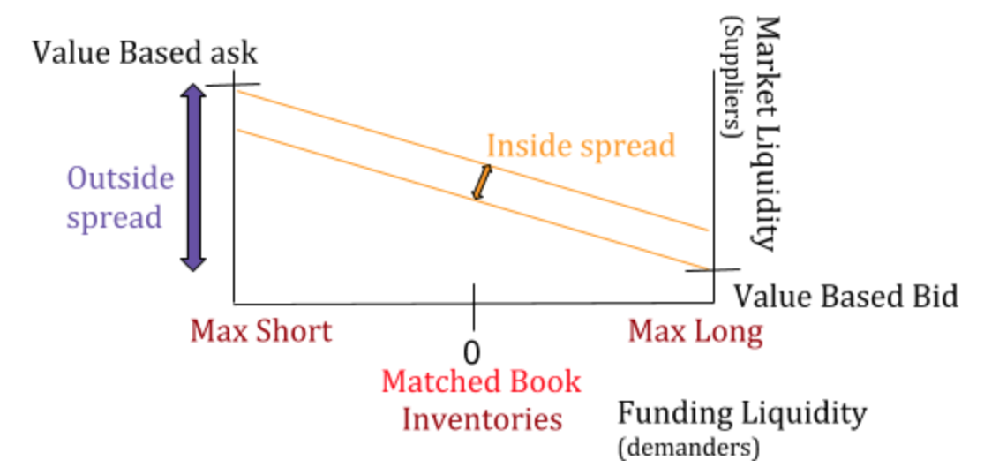 Value Based ask
Market Liquidity
(Suppliers)
Inside spread
Outside
spread
Value Based Bid
Max Short
Max Long
0
Matched Book
Inventories
Funding Liquidity
(demanders)